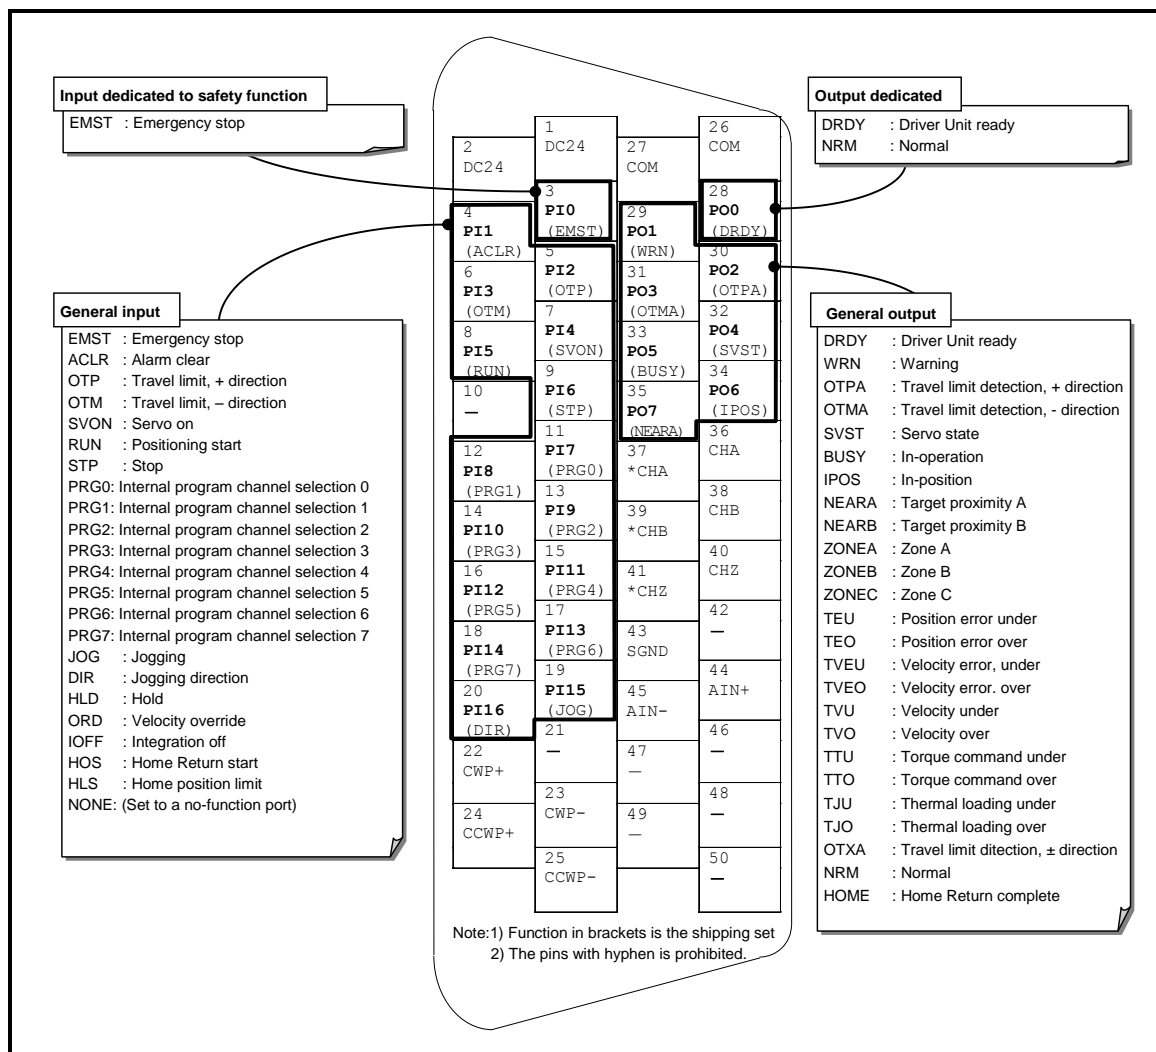 Input dedicated to safety function
EMST : Emergency stop
Output dedicated
DRDY : Driver Unit ready
NRM : Normal
General input
EMST : Emergency stop
ACLR : Alarm clear
OTP : Travel limit, + direction
OTM : Travel limit, – direction
SVON : Servo on
RUN : Positioning start
STP : Stop
PRG0: Internal program channel selection 0
PRG1: Internal program channel selection 1
PRG2: Internal program channel selection 2
PRG3: Internal program channel selection 3
PRG4: Internal program channel selection 4
PRG5: Internal program channel selection 5
PRG6: Internal program channel selection 6
PRG7: Internal program channel selection 7
JOG : Jogging
DIR : Jogging direction
HLD : Hold
ORD : Velocity override
IOFF : Integration off
HOS : Home Return start
HLS : Home position limit
NONE: (Set to a no-function port)
2
DC24
4
PI1
(ACLR)
6
PI3
(OTM)
8
PI5
(RUN)
10
–
12
PI8
(PRG1)
14
PI10
(PRG3)
16
PI12
(PRG5)
18
PI14
(PRG7)
20
PI16
(DIR)
22
CWP+
24
CCWP+
1
DC24
3
PI0
(EMST)
5
PI2
(OTP)
7
PI4
(SVON)
9
PI6
(STP)
11
PI7
(PRG0)
13
PI9
(PRG2)
15
PI11
(PRG4)
17
PI13
(PRG6)
19
PI15
(JOG)
21
–
23
CWP-
25
CCWP-
27
COM
29
PO1
(WRN)
31
PO3
(OTMA)
33
PO5
(BUSY)
35
PO7
(NEARA)
37
*CHA
39
*CHB
41
*CHZ
43
SGND
45
AIN-
47
–
49
–
26
COM
28
PO0
(DRDY)
30
PO2
(OTPA)
32
PO4
(SVST)
34
PO6
(IPOS)
36
CHA
38
CHB
40
CHZ
42
–
44
AIN+
46
–
48
–
50
–
General output
DRDY : Driver Unit ready
WRN : Warning
OTPA : Travel limit detection, + direction
OTMA : Travel limit detection, - direction
SVST : Servo state
BUSY : In-operation
IPOS : In-position
NEARA : Target proximity A
NEARB : Target proximity B
ZONEA : Zone A
ZONEB : Zone B
ZONEC : Zone C
TEU : Position error under
TEO : Position error over
TVEU : Velocity error, under
TVEO : Velocity error. over
TVU : Velocity under
TVO : Velocity over
TTU : Torque command under
TTO : Torque command over
TJU : Thermal loading under
TJO : Thermal loading over
OTXA : Travel limit ditection, ± direction
NRM : Normal
HOME : Home Return complete
Note:1) Function in brackets is the shipping set
2) The pins with hyphen is prohibited.